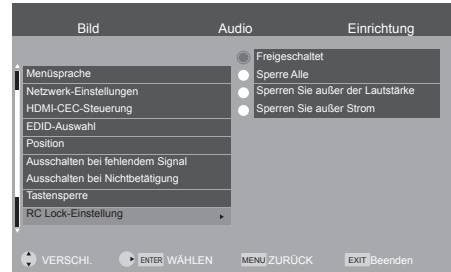 Bild Audio Einrichtung
Menüsprache
Netzwerk-Einstellungen
HDMI-CEC-Steuerung
EDID-Auswahl
Position
Ausschalten bei fehlendem Signal
Ausschalten bei Nichtbetätigung
Tastensperre
RC Lock-Einstellung
Freigeschaltet
Sperre Alle
Sperren Sie außer der Lautstärke
Sperren Sie außer Strom
VERSCHI. ENTER WÄHLEN MENU ZURÜCK EXIT Beenden